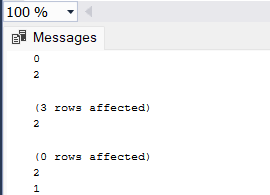 100 %
Messages
0
2
(3 rows affected)
2
(0 rows affected)
2
1